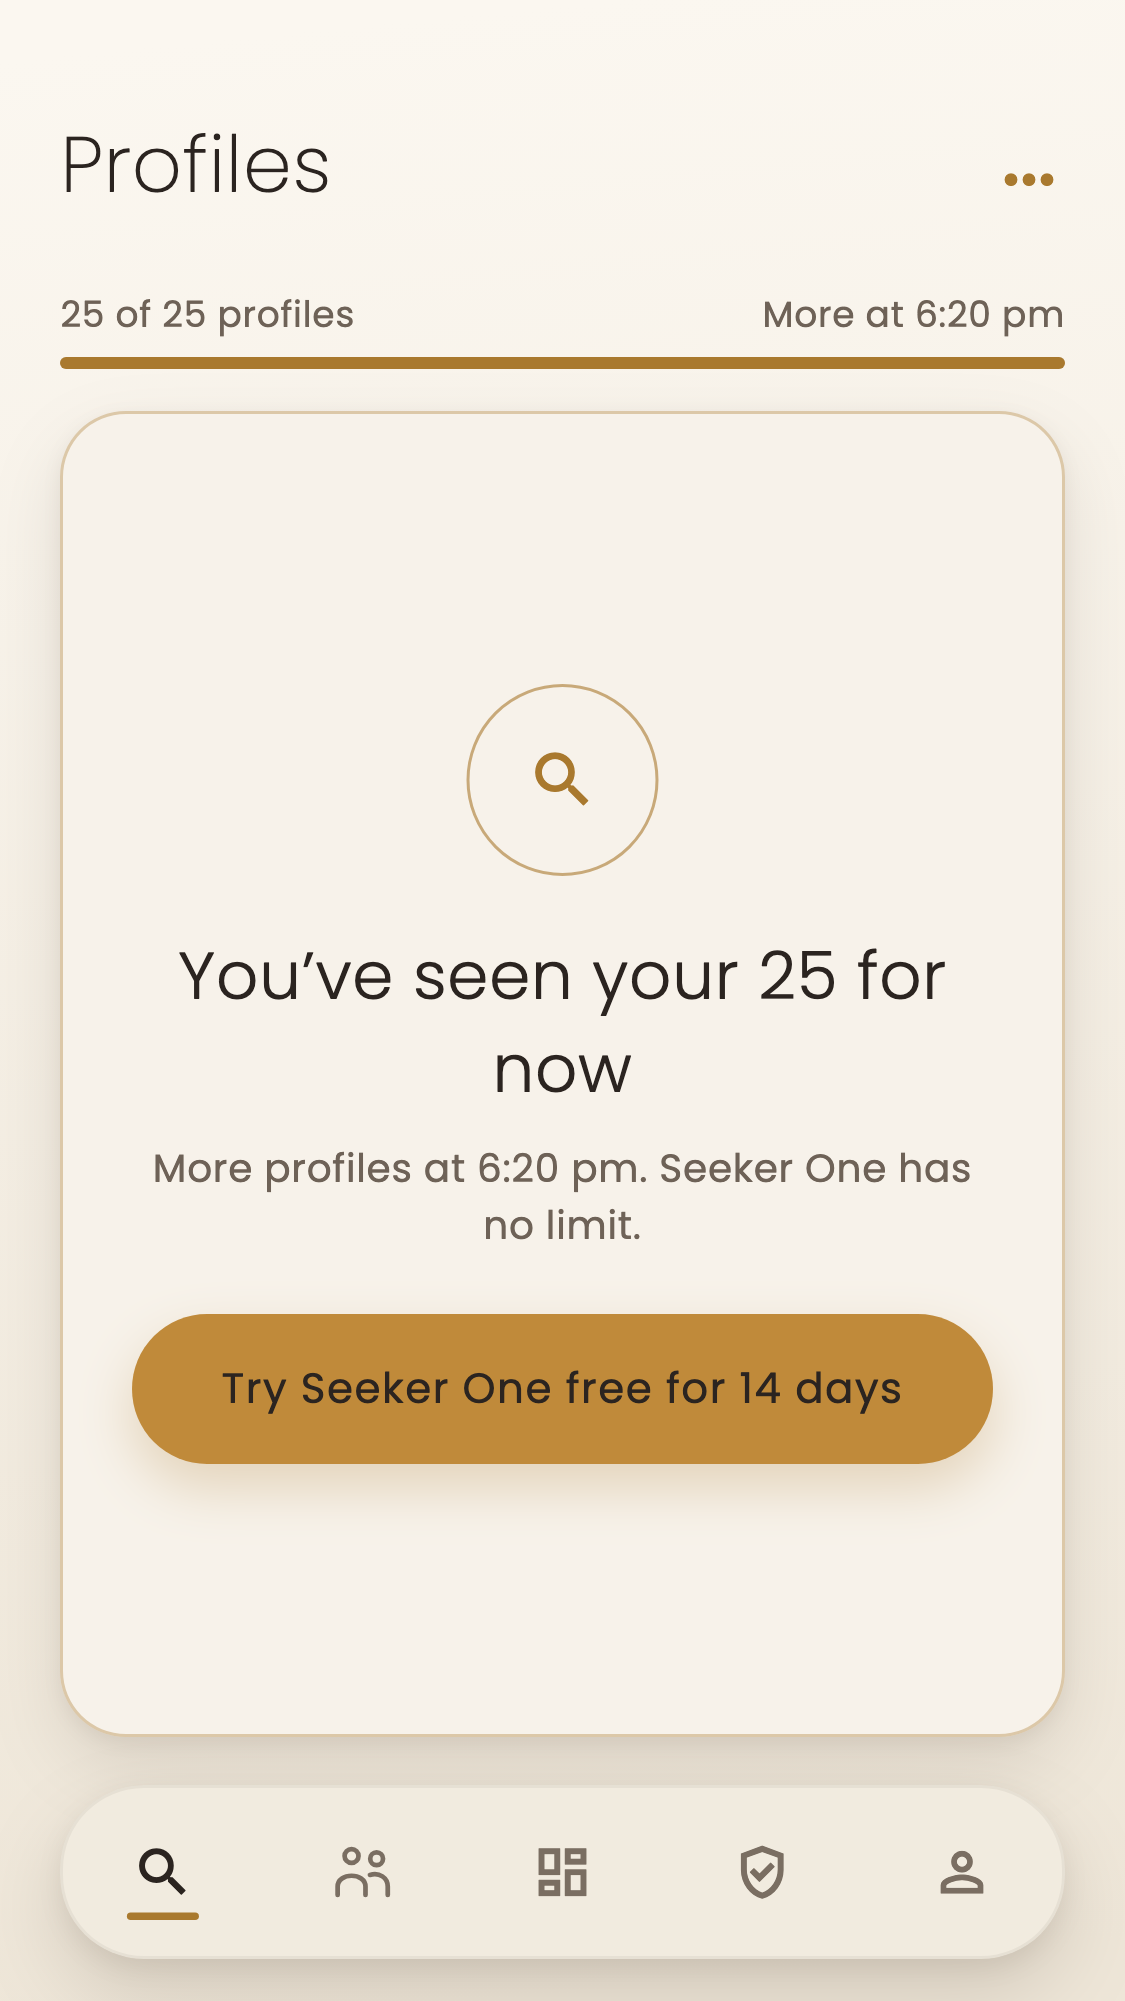 Profiles
25 of 25 profiles
More at 6:20 pm
You’ve seen your 25 for
now
More profiles at 6:20 pm. Seeker One has
no limit.
Try Seeker One free for 14 days